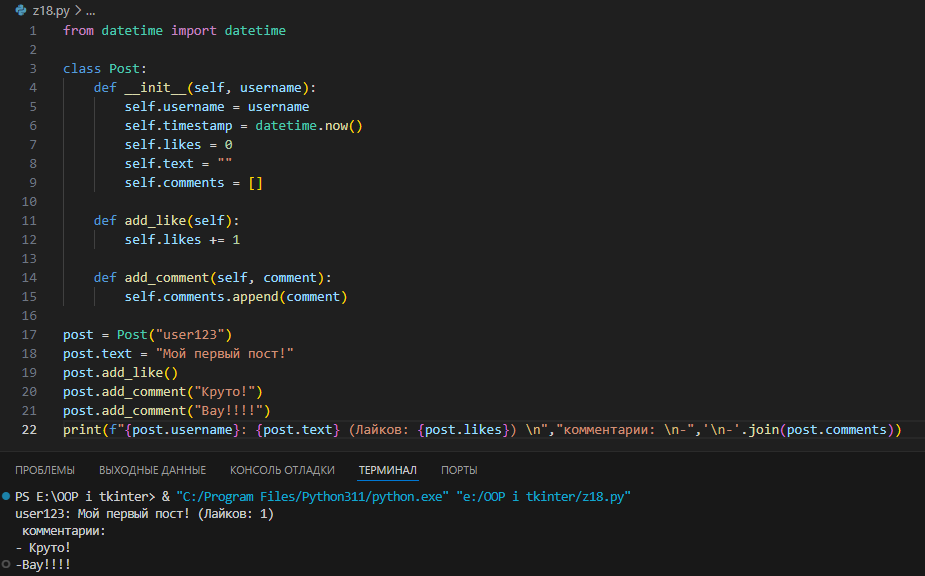 z18.py > ...
1 from datetime import datetime
2
3 class Post:
4     def __init__(self, username):
5         self.username = username
6         self.timestamp = datetime.now()
7         self.likes = 0
8         self.text = ""
9         self.comments = []
10
11     def add_like(self):
12         self.likes += 1
13
14     def add_comment(self, comment):
15         self.comments.append(comment)
16
17 post = Post("user123")
18 post.text = "Мой первый пост!"
19 post.add_like()
20 post.add_comment("Круто!")
21 post.add_comment("Вау!!!!")
22 print(f"{post.username}: {post.text} (Лайков: {post.likes}) \n","комментарии: \n-",'\n-'.join(post.comments))
ПРОБЛЕМЫ ВЫХОДНЫЕ ДАННЫЕ КОНСОЛЬ ОТЛАДКИ ТЕРМИНАЛ ПОРТЫ
PS E:\OOP i tkinter> & "C:/Program Files/Python311/python.exe" "e:/OOP i tkinter/z18.py"
user123: Мой первый пост! (Лайков: 1)
 комментарии:
- Круто!
-Вау!!!!